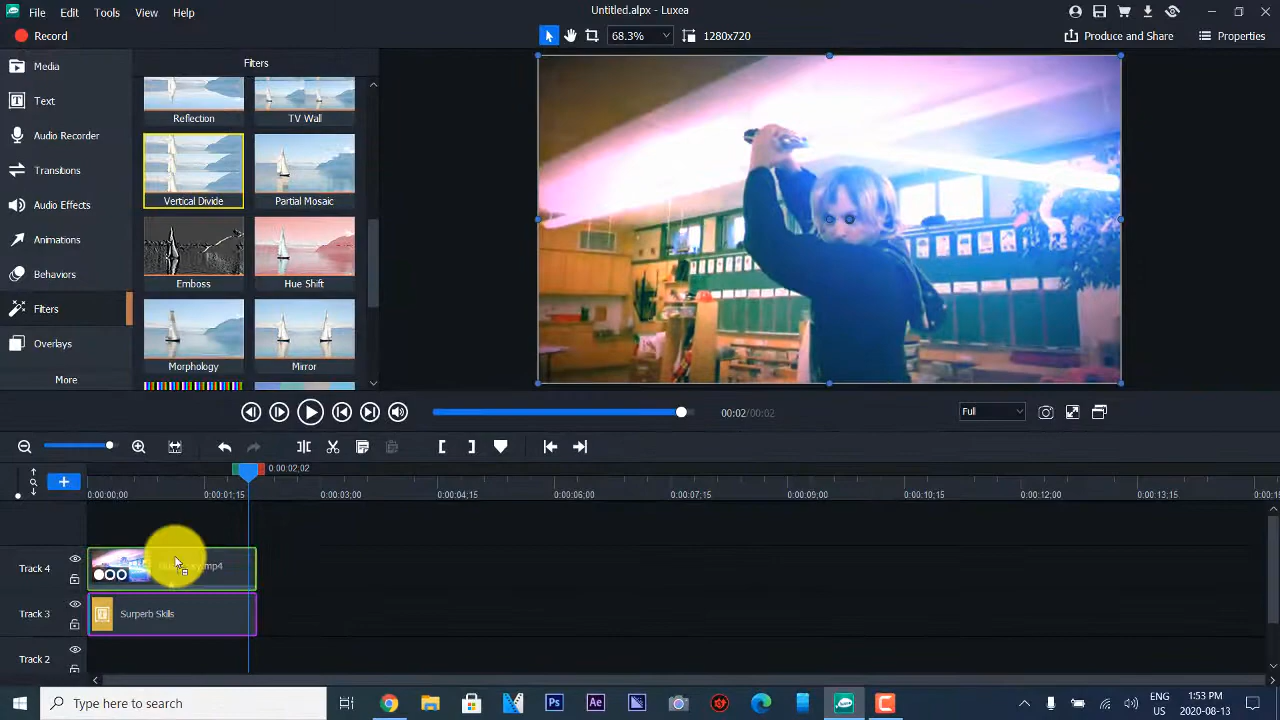 File Edit Tools View Help
Untitled.alpx - Luxea
Record
68.3%
1280x720
Produce and Share
Properties
Media
Text
Audio Recorder
Transitions
Audio Effects
Animations
Behaviors
Filters
Overlays
More
Filters
Reflection
TV Wall
Vertical Divide
Partial Mosaic
Emboss
Hue Shift
Morphology
Mirror
00:02/00:02
Full
0:00:02,02
0:00:00;00
0:00:01;15
0:00:03;00
0:00:04;15
0:00:06;00
0:00:07;15
0:00:09;00
0:00:10;15
0:00:12;00
0:00:13;15
Track 4
Track 3
Surperb Skills
Track 2
Type here to search
Ps
Ae
ENG
US
1:53 PM
2020-08-13